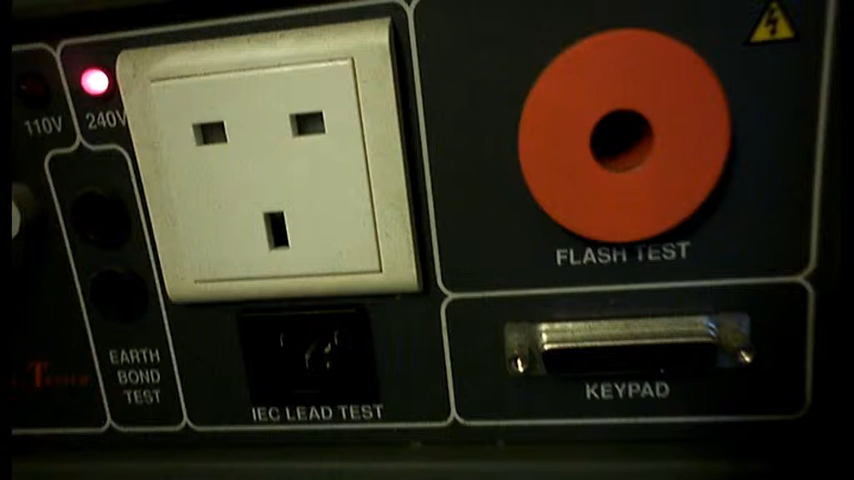 110V
240V
FLASH TEST
EARTH
BOND
TEST
IEC LEAD TEST
KEYPAD